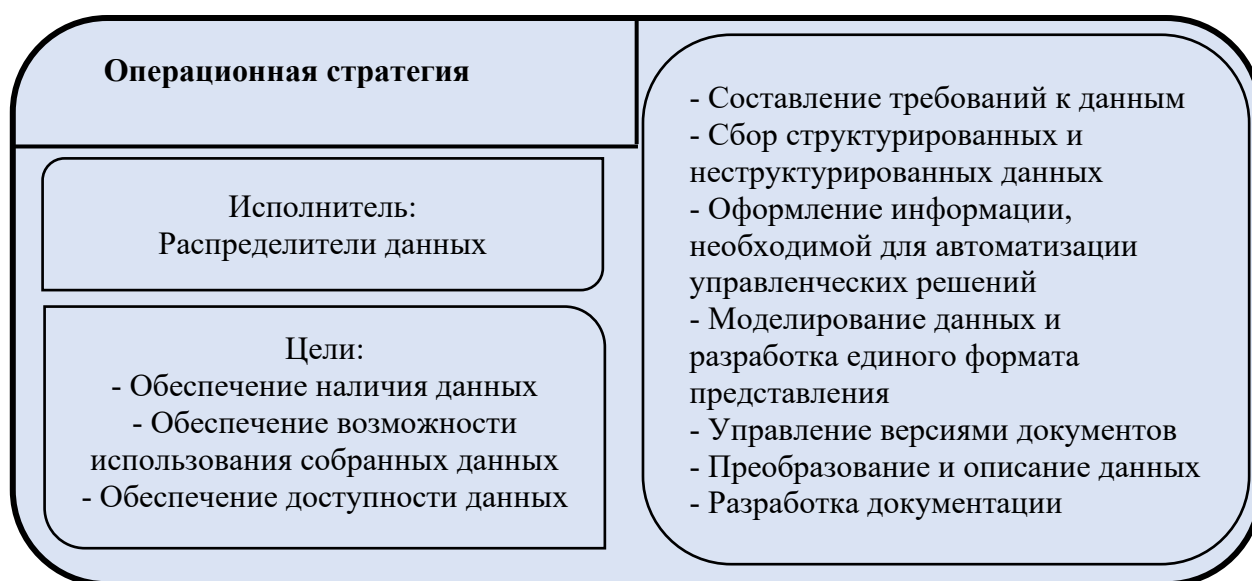 Операционная стратегия
Исполнитель:
Распределители данных
Цели:
- Обеспечение наличия данных
- Обеспечение возможности
использования собранных данных
- Обеспечение доступности данных
- Составление требований к данным
- Сбор структурированных и
неструктурированных данных
- Оформление информации,
необходимой для автоматизации
управленческих решений
- Моделирование данных и
разработка единого формата
представления
- Управление версиями документов
- Преобразование и описание данных
- Разработка документации